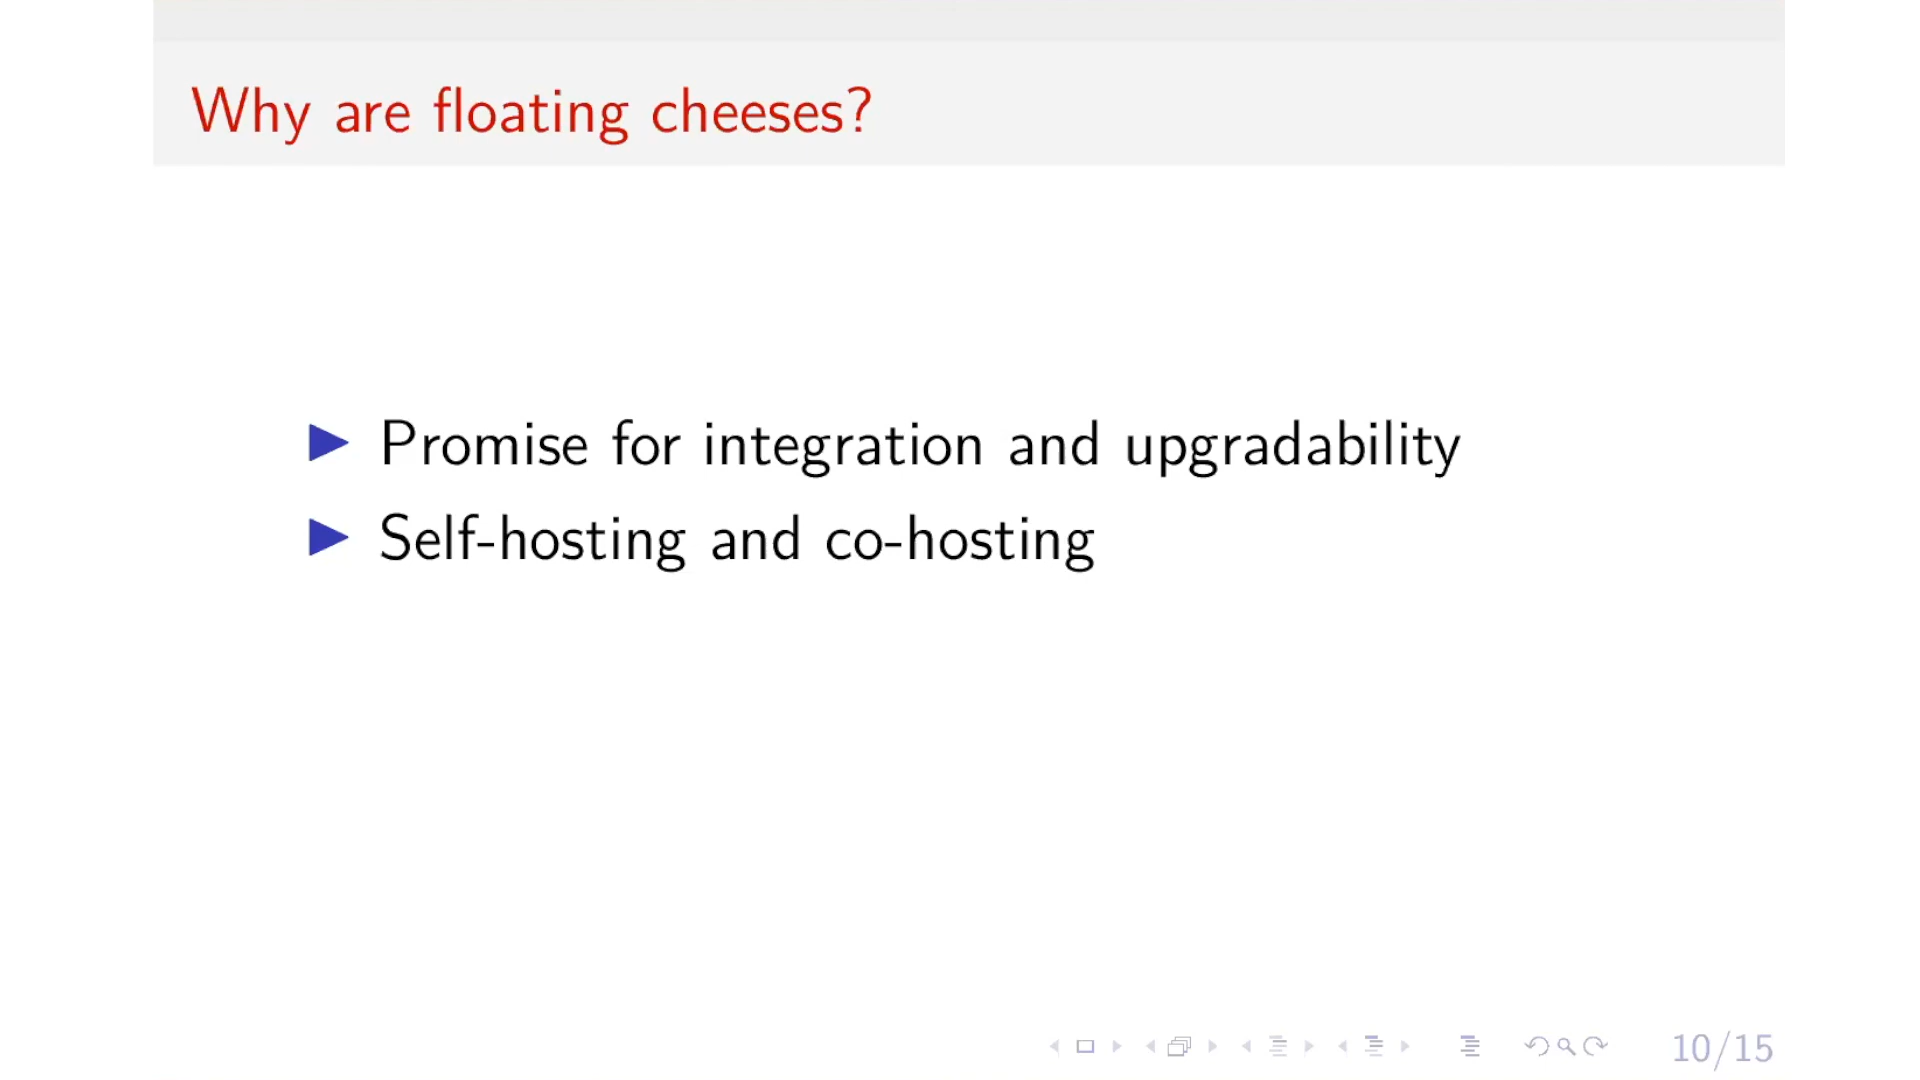 Why are floating cheeses?
Promise for integration and upgradability
Self-hosting and co-hosting
10/15